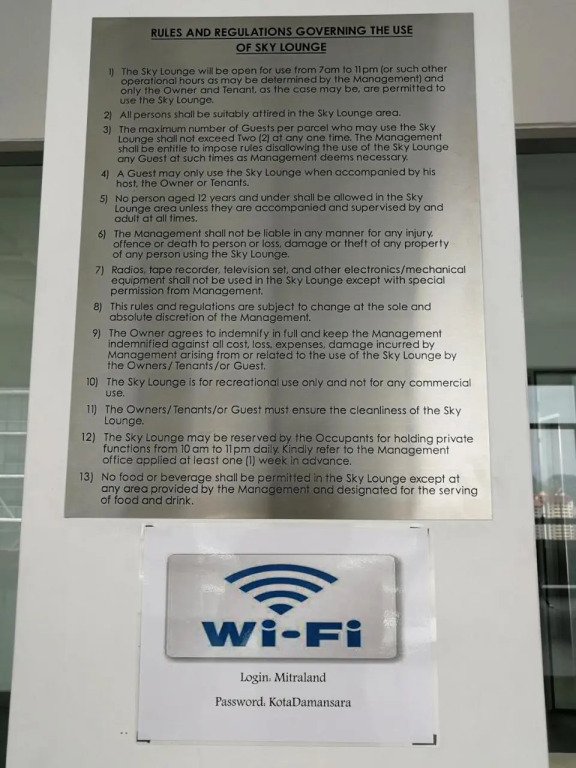 RULES AND REGULATIONS GOVERNING THE USE
OF SKY LOUNGE
1) The Sky Lounge will be open for use from 7am to 11pm (or such other
operational hours as may be determined by the Management) and
only the Owner and Tenant, as the case may be, are permitted to
use the Sky Lounge.
2) All persons shall be suitably attired in the Sky Lounge area.
3) The maximum number of Guests per parcel who may use the Sky
Lounge shall not exceed Two (2) at any one time. The Management
shall be entitle to impose rules disallowing the use of the Sky Lounge
any Guest at such times as Management deems necessary.
4) A Guest may only use the Sky Lounge when accompanied by his
host, the Owner or Tenants.
5) No person aged 12 years and under shall be allowed in the Sky
Lounge area unless they are accompanied and supervised by and
adult at all times.
6) The Management shall not be liable in any manner for any injury,
offence or death to person or loss, damage or theft of any property
of any person using the Sky Lounge.
7) Radios, tape recorder, television set, and other electronics/mechanical
equipment shall not be used in the Sky Lounge except with special
permission from Management.
8) This rules and regulations are subject to change at the sole and
absolute discretion of the Management.
9) The Owner agrees to indemnify in full and keep the Management
indemnified against all cost, loss, expenses, damage incurred by
Management arising from or related to the use of the Sky Lounge by
the Owners/Tenants/or Guest.
10) The Sky Lounge is for recreational use only and not for any commercial
use.
11) The Owners/Tenants/or Guest must ensure the cleanliness of the Sky
Lounge.
12) The Sky Lounge may be reserved by the Occupants for holding private
functions from 10 am to 11pm daily. Kindly refer to the Management
office applied at least one (1) week in advance.
13) No food or beverage shall be permitted in the Sky Lounge except at
any area provided by the Management and designated for the serving
of food and drink.
Wi-Fi
Login: Mitraland
Password: KotaDamansara